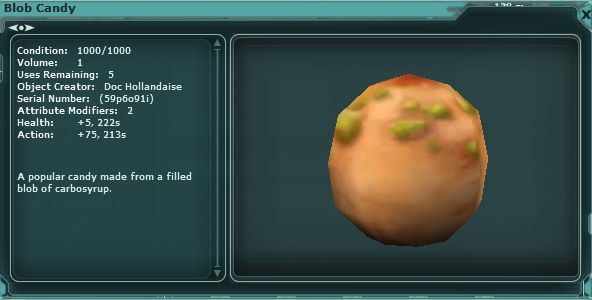 Blob Candy
Condition: 1000/1000
Volume: 1
Uses Remaining: 5
Object Creator: Doc Hollandaise
Serial Number: (59p6o91i)
Attribute Modifiers: 2
Health: +5, 222s
Action: +75, 213s
A popular candy made from a filled
blob of carbosyrup.